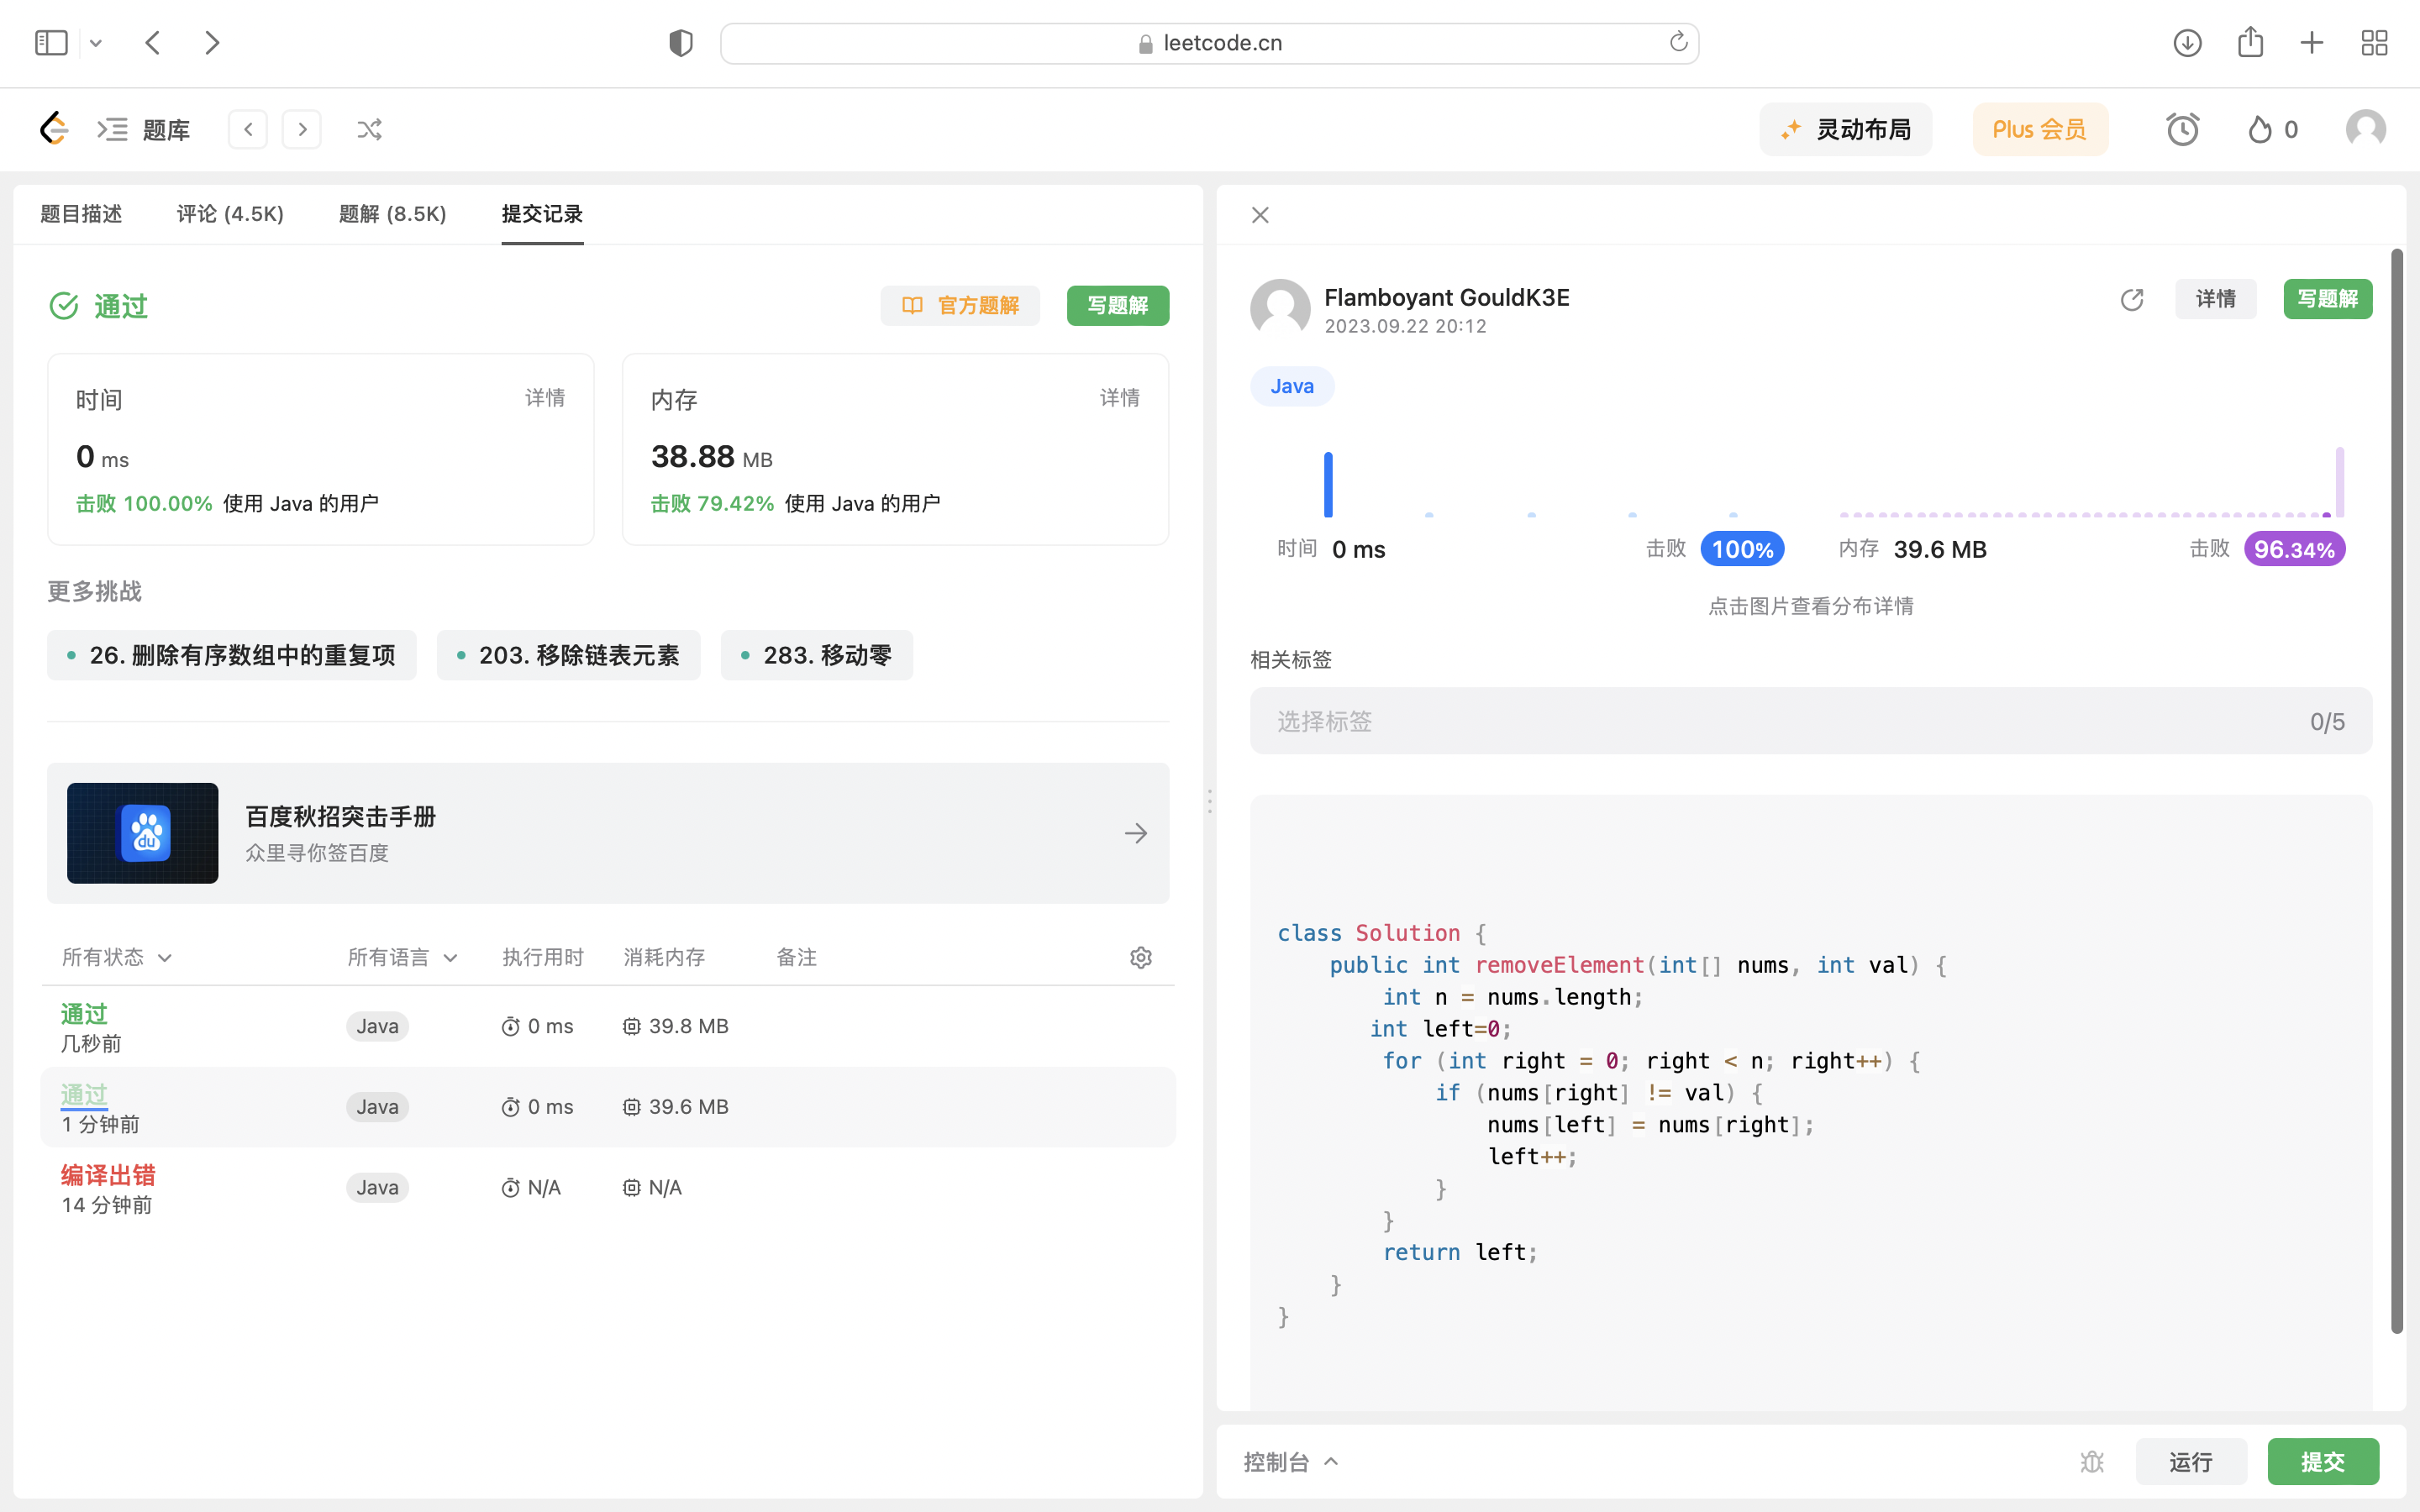 leetcode.cn
题库
灵动布局
Plus 会员
0
题目描述 评论 (4.5K) 题解 (8.5K) 提交记录
通过
官方题解
写题解
时间 详情
0 ms
击败 100.00% 使用 Java 的用户
内存 详情
38.88 MB
击败 79.42% 使用 Java 的用户
更多挑战
26. 删除有序数组中的重复项
203. 移除链表元素
283. 移动零
du
百度秋招突击手册
众里寻你签百度
所有状态 所有语言 执行用时 消耗内存 备注
通过
几秒前
Java 0 ms 39.8 MB
通过
1 分钟前
Java 0 ms 39.6 MB
编译出错
14 分钟前
Java N/A N/A
Flamboyant GouldK3E
2023.09.22 20:12
详情
写题解
Java
时间 0 ms 击败 100%
内存 39.6 MB 击败 96.34%
点击图片查看分布详情
相关标签
选择标签 0/5
class Solution {
    public int removeElement(int[] nums, int val) {
        int n = nums.length;
       int left=0;
        for (int right = 0; right < n; right++) {
            if (nums[right] != val) {
                nums[left] = nums[right];
                left++;
            }
        }
        return left;
    }
}
控制台
运行
提交